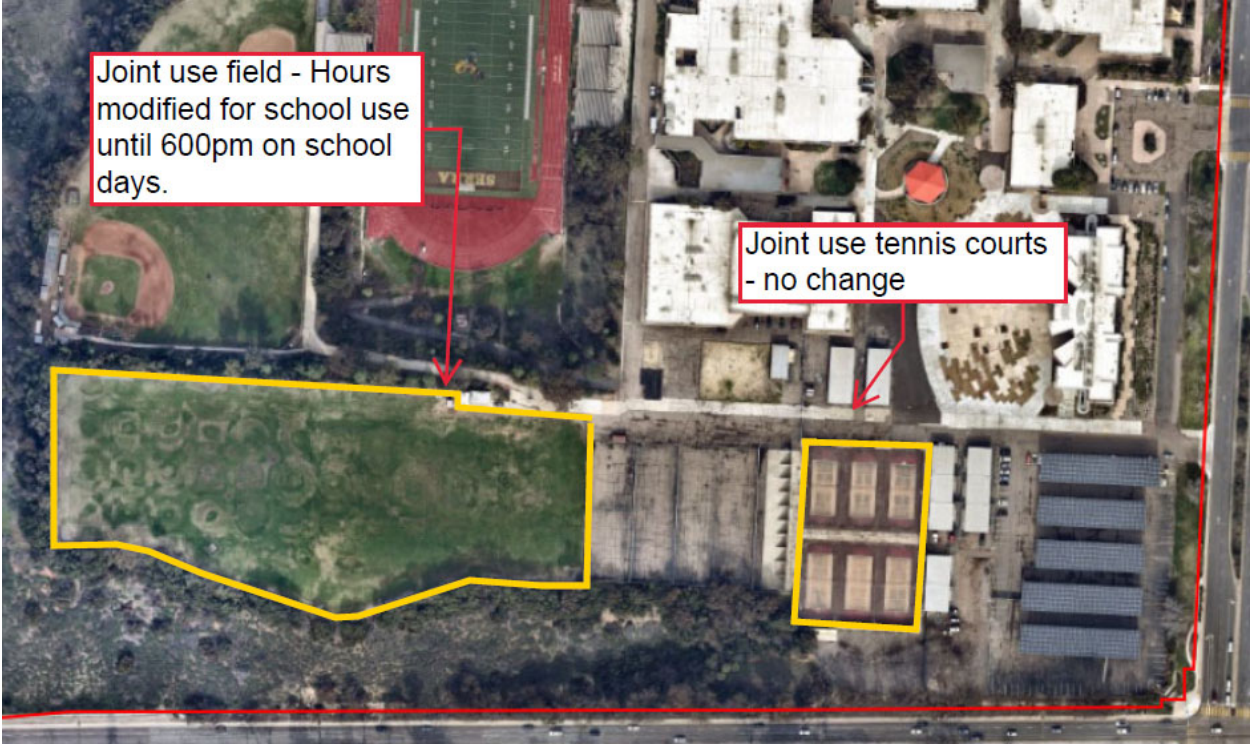 Joint use field - Hours
modified for school use
until 600pm on school
days.
SERRA
Joint use tennis courts
- no change